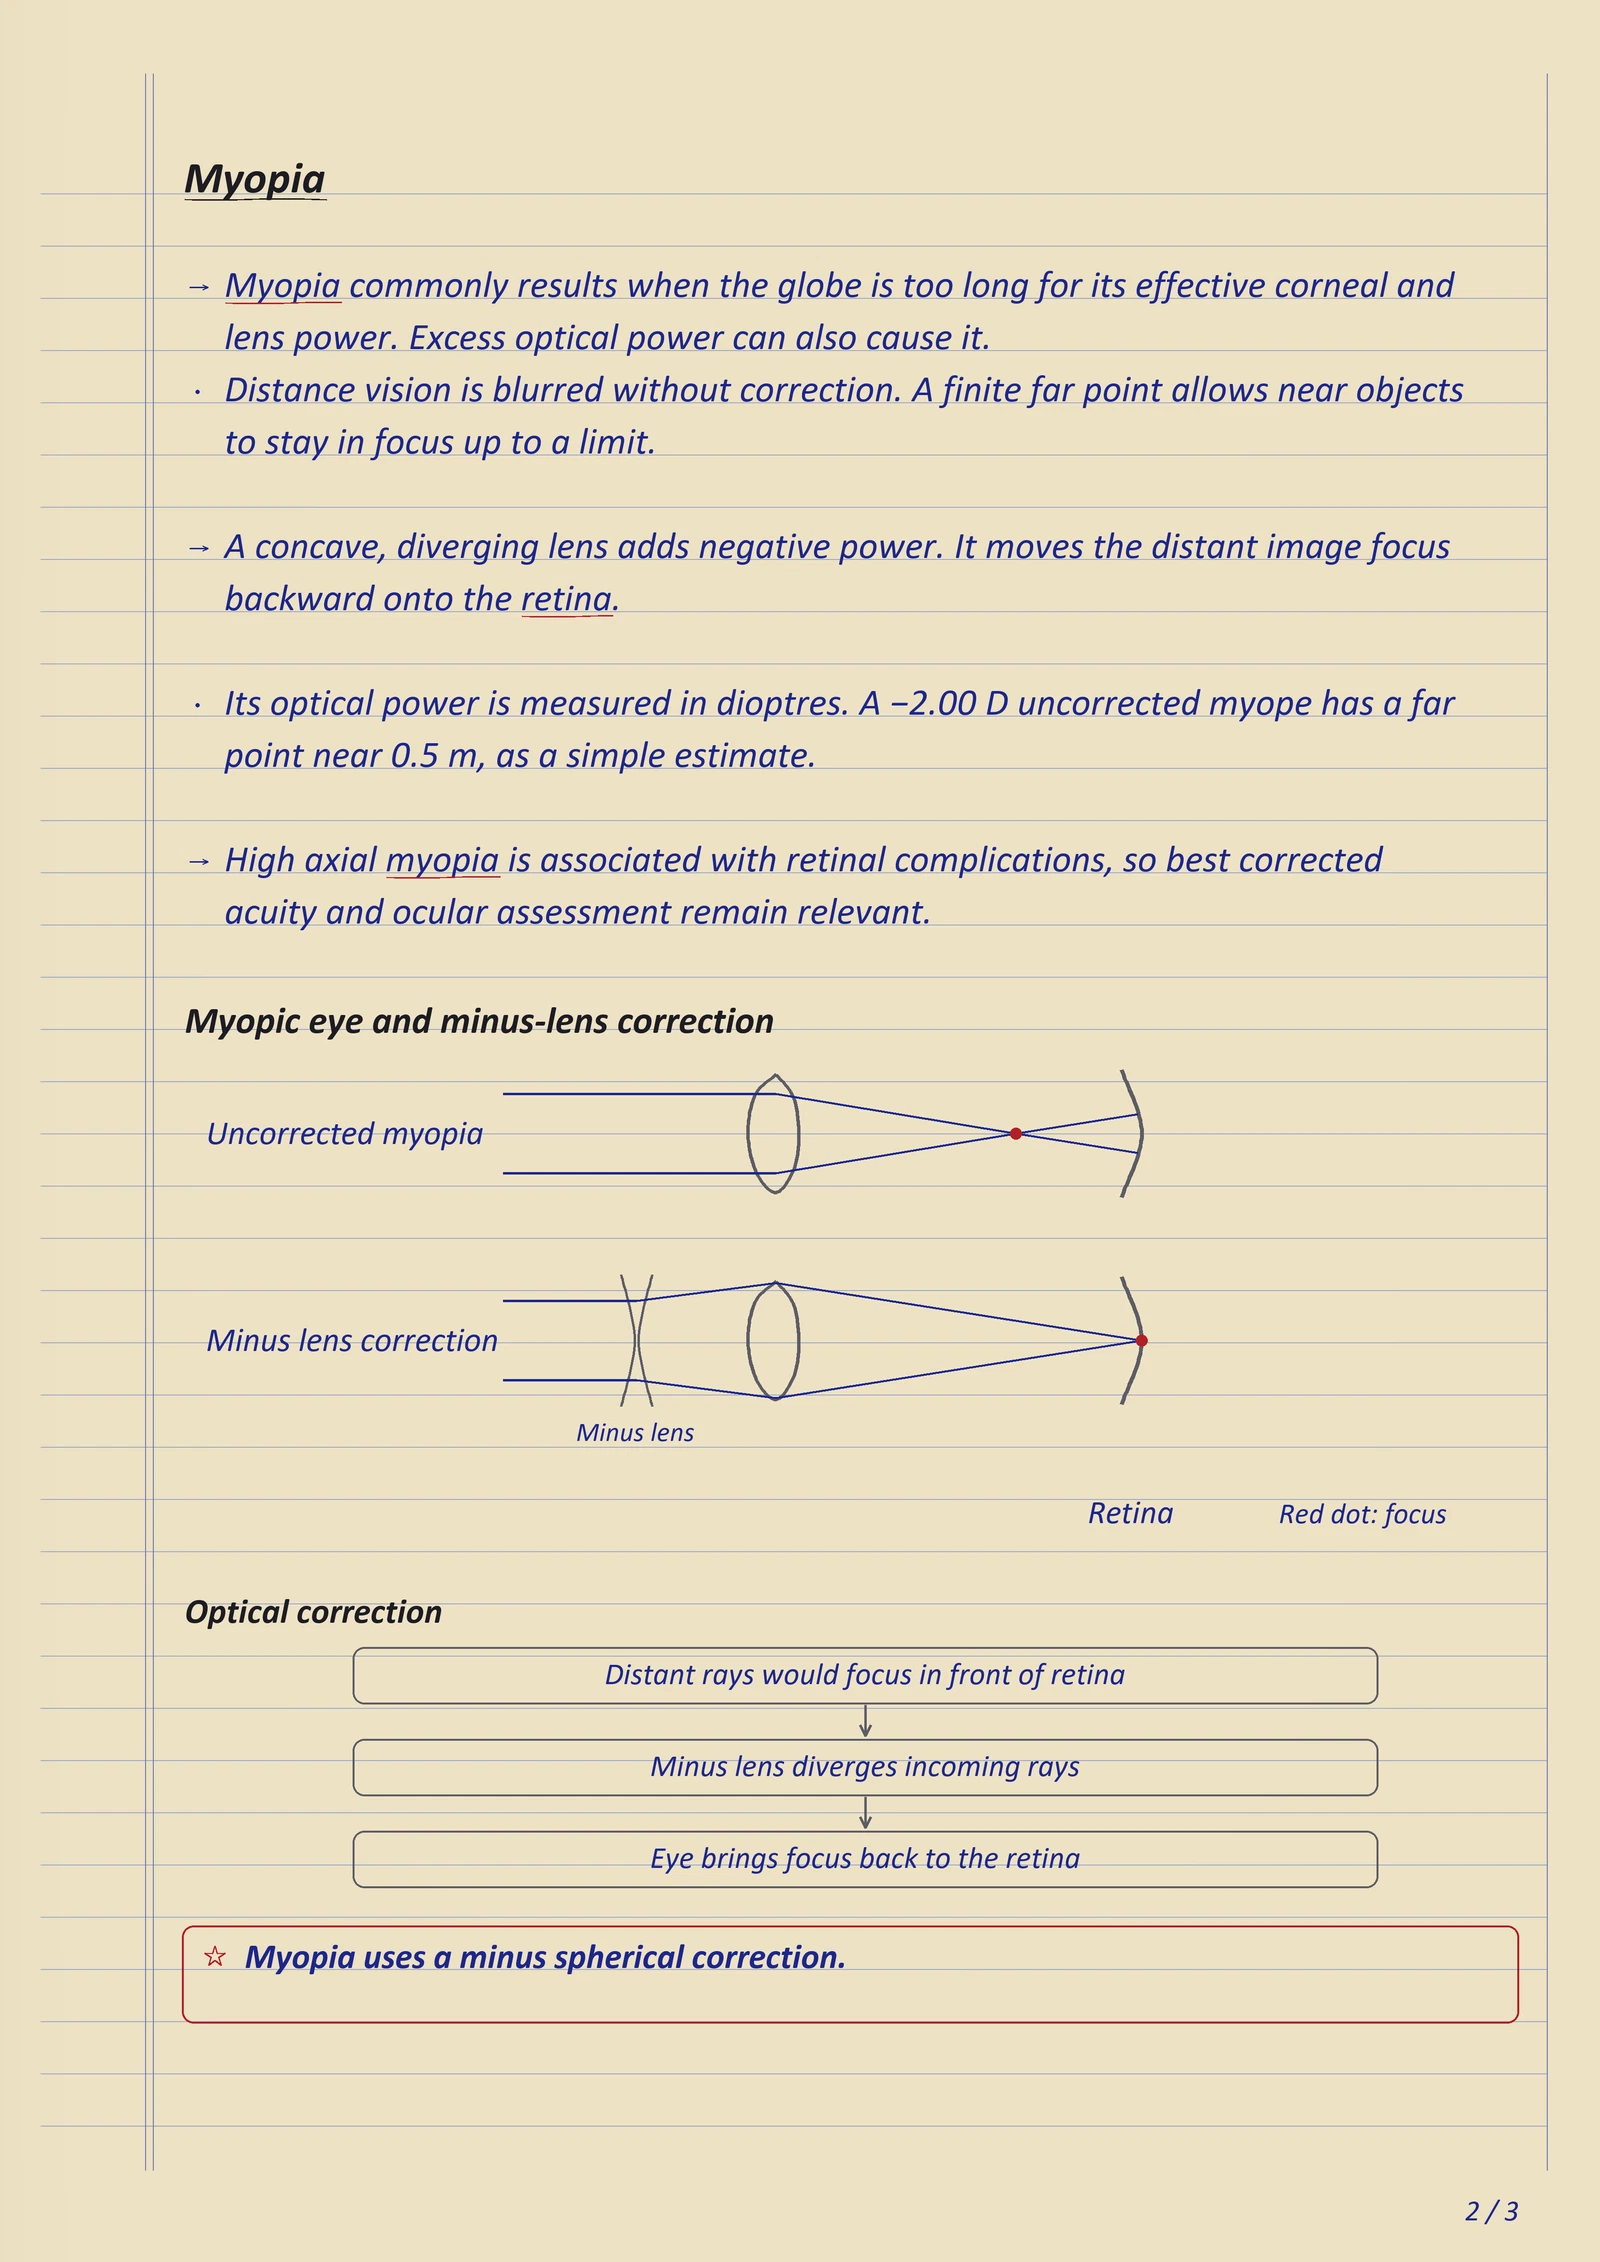 Myopia
→ Myopia commonly results when the globe is too long for its effective corneal and
lens power. Excess optical power can also cause it.
· Distance vision is blurred without correction. A finite far point allows near objects
to stay in focus up to a limit.
→ A concave, diverging lens adds negative power. It moves the distant image focus
backward onto the retina.
· Its optical power is measured in dioptres. A −2.00 D uncorrected myope has a far
point near 0.5 m, as a simple estimate.
→ High axial myopia is associated with retinal complications, so best corrected
acuity and ocular assessment remain relevant.
Myopic eye and minus-lens correction
Uncorrected myopia
Minus lens correction
Minus lens
Retina
Red dot: focus
Optical correction
Distant rays would focus in front of retina
Minus lens diverges incoming rays
Eye brings focus back to the retina
☆ Myopia uses a minus spherical correction.
2 / 3